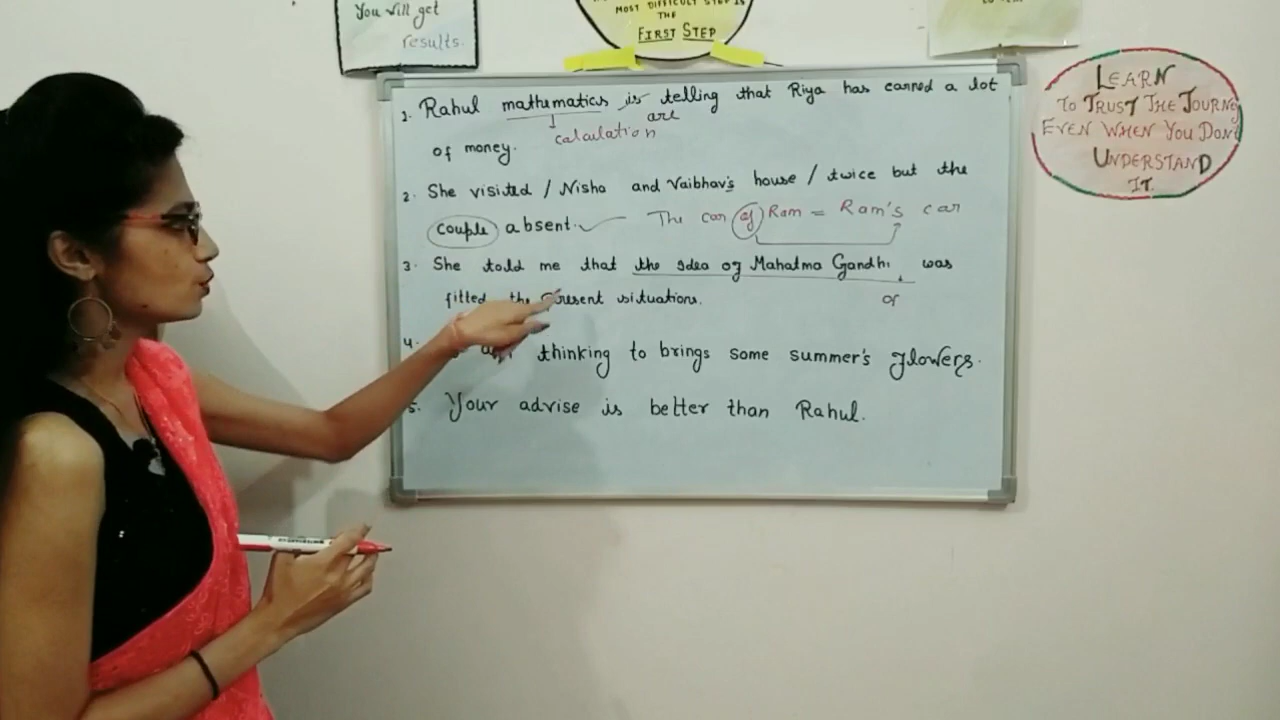 You will get
results.
MOST DIFFICULT STEP IS
THE
FIRST STEP
LEARN
TO TRUST THE JOURNEY
EVEN WHEN YOU DON'T
UNDERSTAND
IT.
1. Rahul mathematics is telling that Riya has earned a lot
are
calculation
of money.
2. She visited / Nisha and Vaibhav's house / twice but the
couple absent. The car of Ram = Ram's car
3. She told me that the idea of Mahatma Gandhi was
fitted the present situations.
or
4. thinking to brings some summer's flowers.
5. Your advise is better than Rahul.